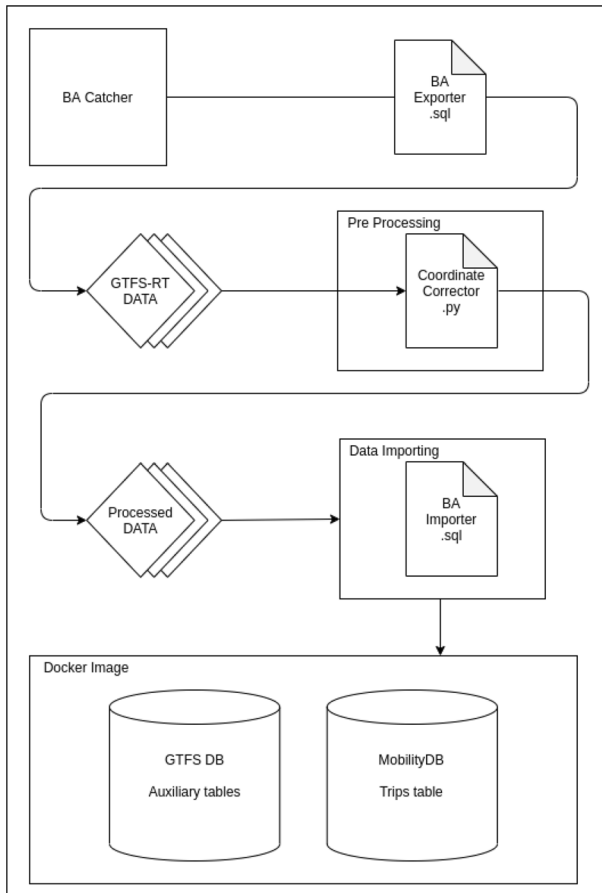 BA Catcher
BA
Exporter
.sql
Pre Processing
GTFS-RT
DATA
Coordinate
Corrector
.py
Data Importing
Processed
DATA
BA
Importer
.sql
Docker Image
GTFS DB
Auxiliary tables
MobilityDB
Trips table